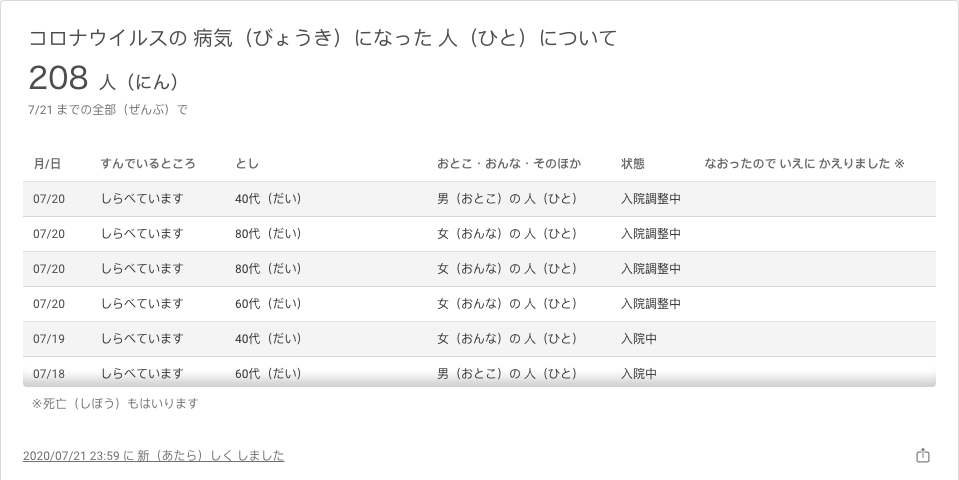 コロナウイルスの 病気（びょうき）になった 人（ひと）について
208 人（にん）
7/21 までの全部（ぜんぶ）で
月/日 すんでいるところ とし おとこ・おんな・そのほか 状態 なおったので いえに かえりました ※
07/20 しらべています 40代（だい） 男（おとこ）の 人（ひと） 入院調整中
07/20 しらべています 80代（だい） 女（おんな）の 人（ひと） 入院調整中
07/20 しらべています 80代（だい） 女（おんな）の 人（ひと） 入院調整中
07/20 しらべています 60代（だい） 女（おんな）の 人（ひと） 入院調整中
07/19 しらべています 40代（だい） 女（おんな）の 人（ひと） 入院中
07/18 しらべています 60代（だい） 男（おとこ）の 人（ひと） 入院中
※死亡（しぼう）もはいります
2020/07/21 23:59 に 新（あたら）しく しました